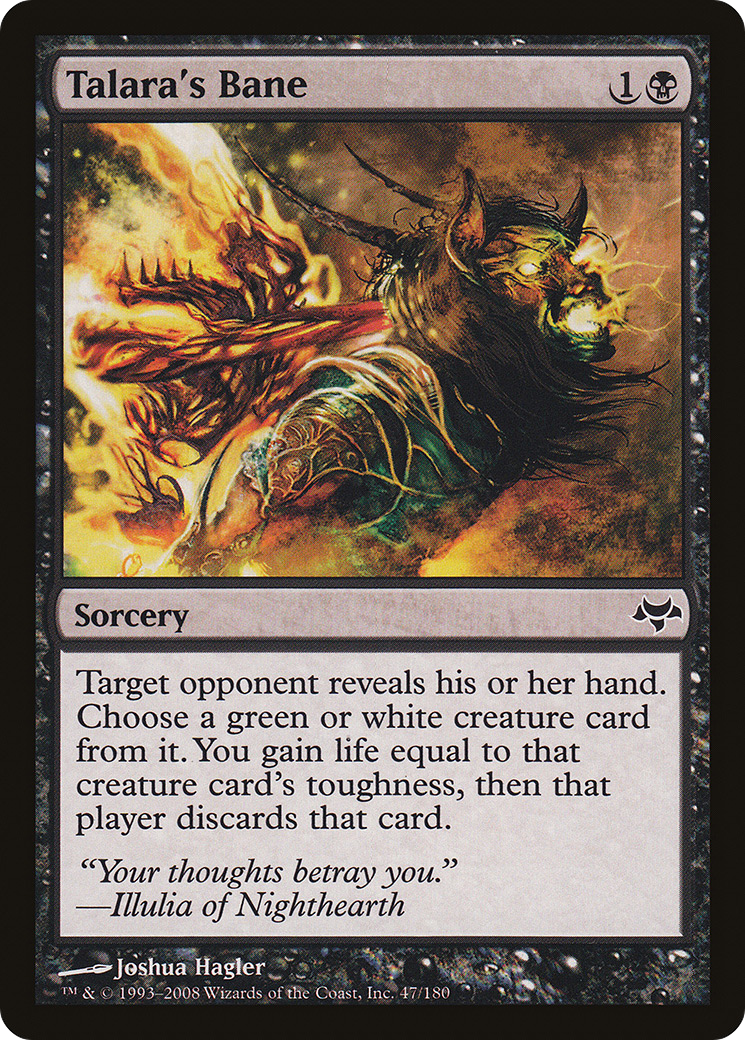 Talara's Bane 1
Sorcery
Target opponent reveals his or her hand.
Choose a green or white creature card
from it. You gain life equal to that
creature card's toughness, then that
player discards that card.
“Your thoughts betray you.”
—Illulia of Nighthearth
Joshua Hagler
™ & © 1993–2008 Wizards of the Coast, Inc. 47/180